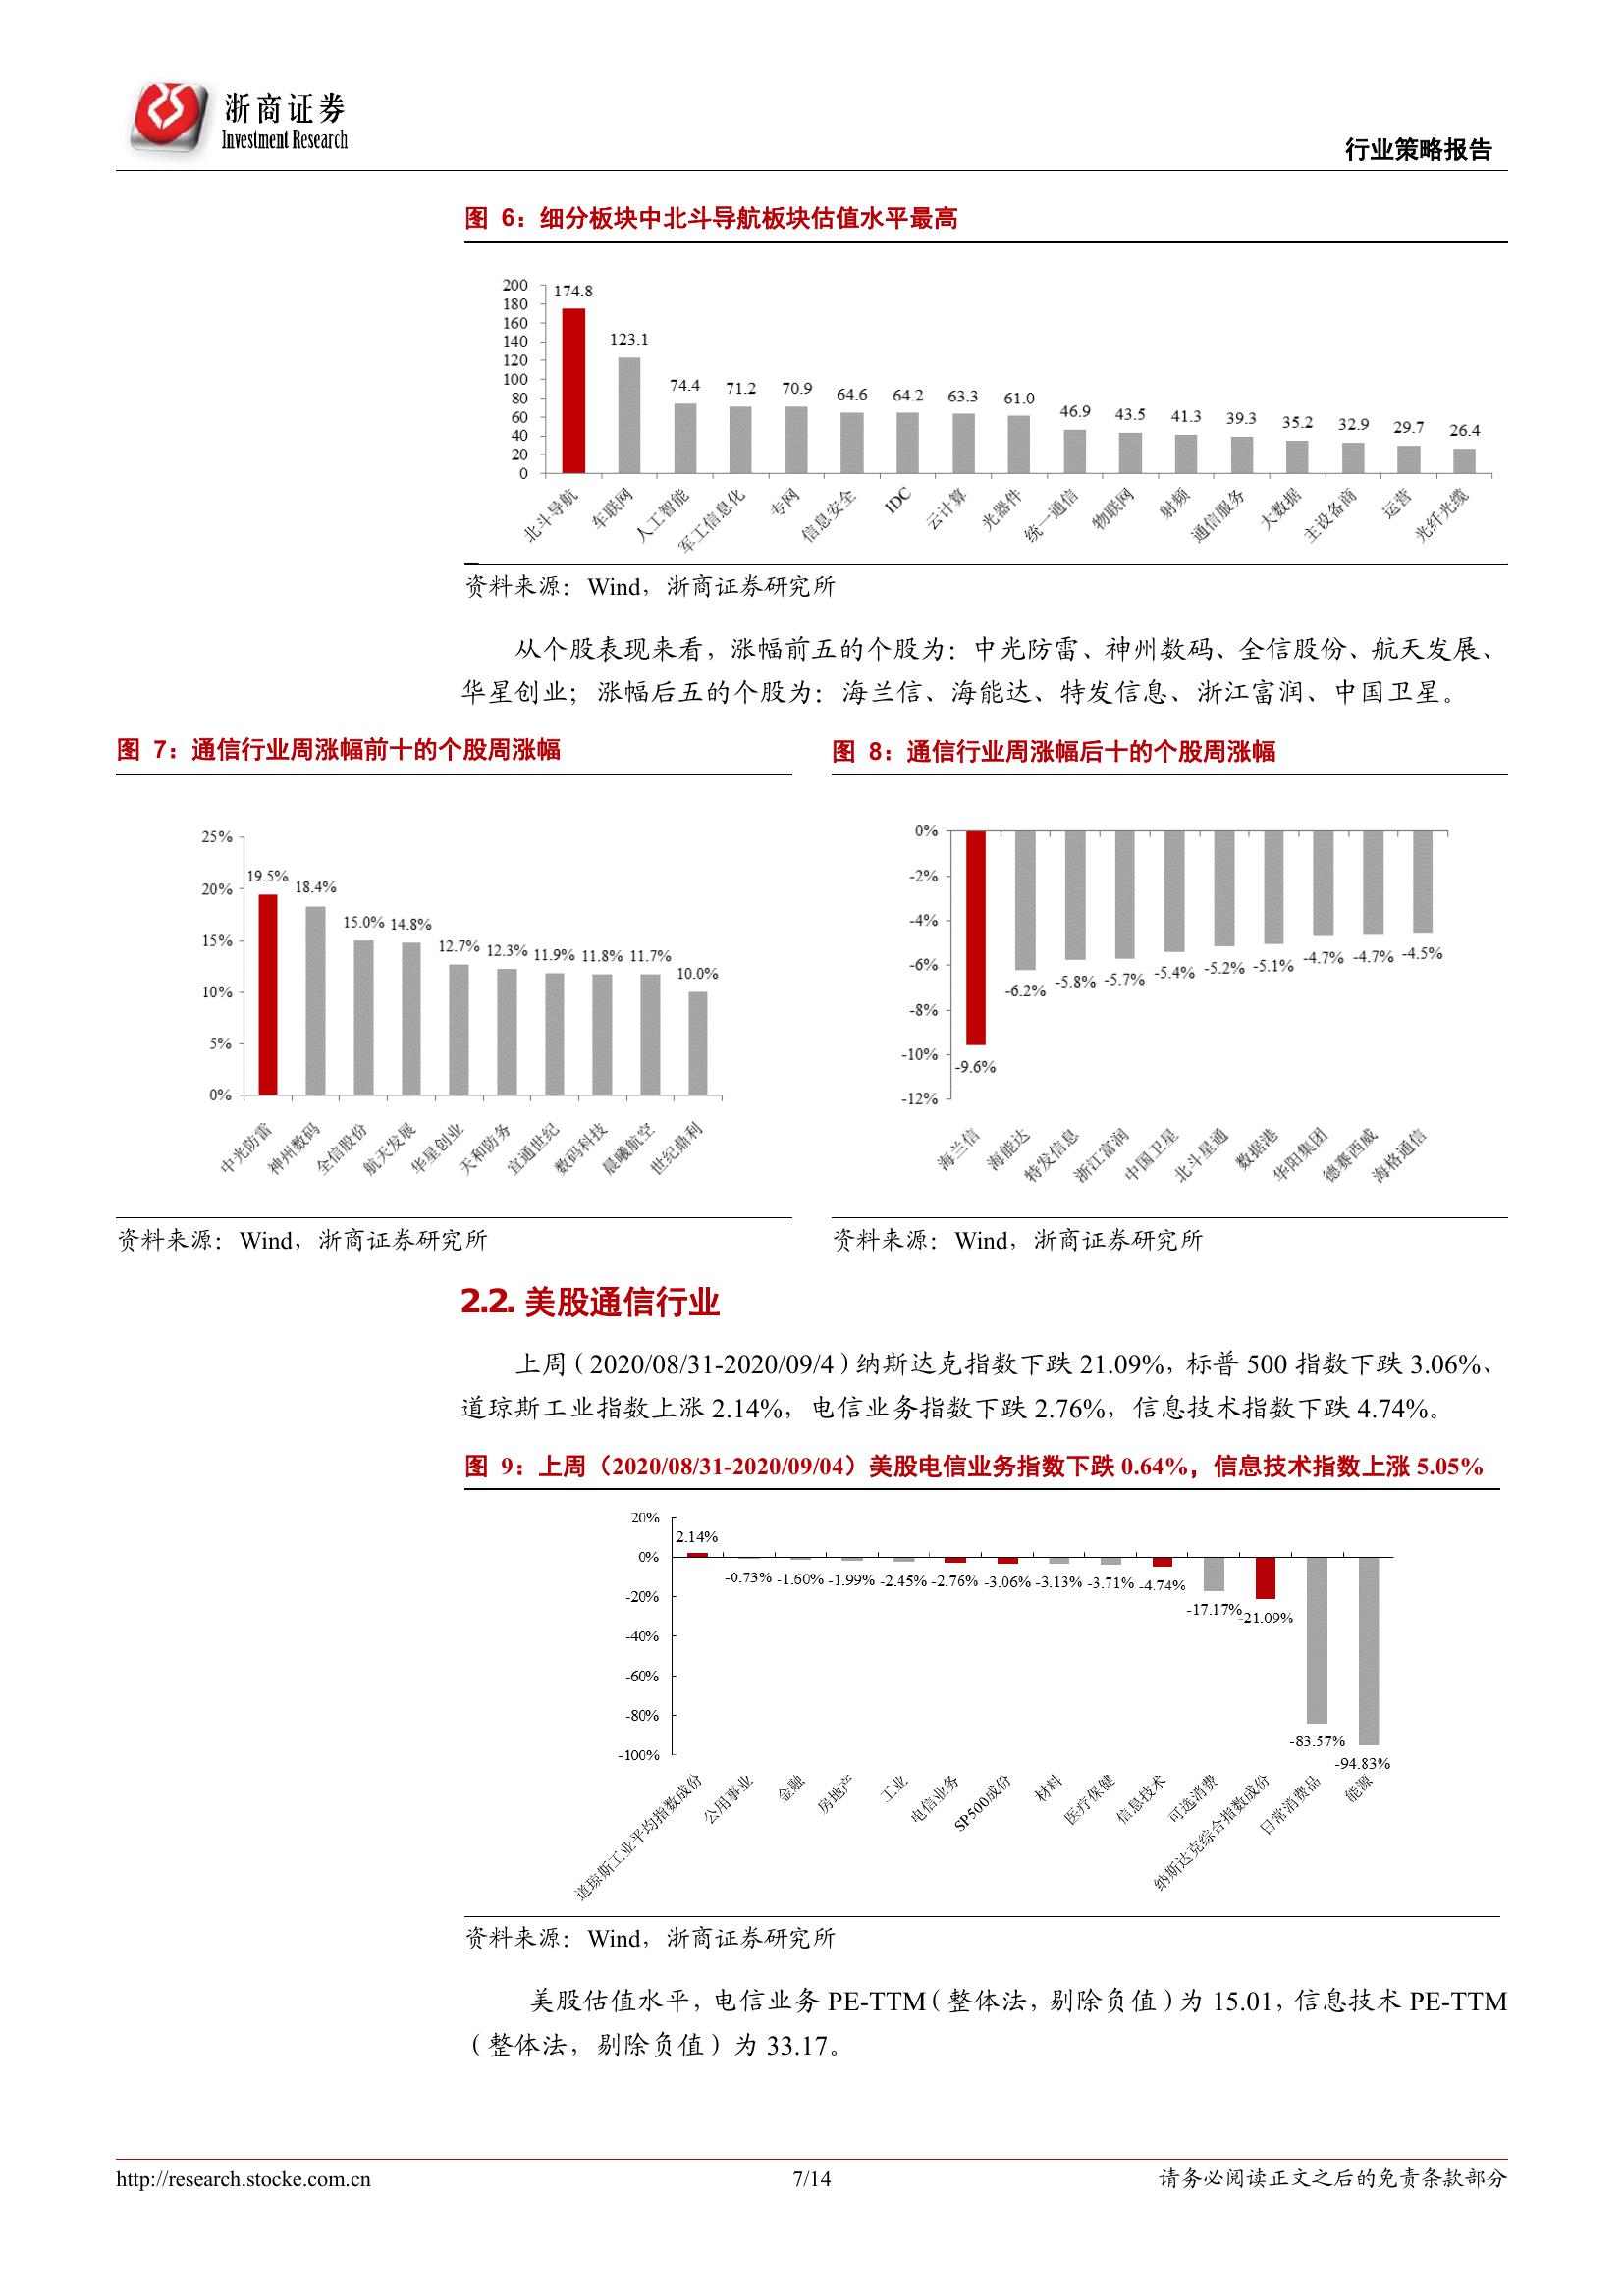 浙商证券
Investment Research
行业策略报告
图 6：细分板块中北斗导航板块估值水平最高
200
180
160
140
120
100
80
60
40
20
0
174.8
123.1
74.4
71.2
70.9
64.6
64.2
63.3
61.0
46.9
43.5
41.3
39.3
35.2
32.9
29.7
26.4
北斗导航
车联网
人工智能
军工信息化
专网
信息安全
IDC
云计算
光器件
统一通信
物联网
射频
通信服务
大数据
主设备商
运营
光纤光缆
资料来源：Wind，浙商证券研究所
从个股表现来看，涨幅前五的个股为：中光防雷、神州数码、全信股份、航天发展、
华星创业；涨幅后五的个股为：海兰信、海能达、特发信息、浙江富润、中国卫星。
图 7：通信行业周涨幅前十的个股周涨幅
25%
20%
15%
10%
5%
0%
19.5%
18.4%
15.0%
14.8%
12.7%
12.3%
11.9%
11.8%
11.7%
10.0%
中光防雷
神州数码
全信股份
航天发展
华星创业
天和防务
宜通世纪
数码科技
晨曦航空
世纪鼎利
资料来源：Wind，浙商证券研究所
图 8：通信行业周涨幅后十的个股周涨幅
0%
-2%
-4%
-6%
-8%
-10%
-12%
-9.6%
-6.2%
-5.8%
-5.7%
-5.4%
-5.2%
-5.1%
-4.7%
-4.7%
-4.5%
海兰信
海能达
特发信息
浙江富润
中国卫星
北斗星通
数据港
华阳集团
德赛西威
海格通信
资料来源：Wind，浙商证券研究所
2.2. 美股通信行业
上周（2020/08/31-2020/09/4）纳斯达克指数下跌 21.09%，标普 500 指数下跌 3.06%、
道琼斯工业指数上涨 2.14%，电信业务指数下跌 2.76%，信息技术指数下跌 4.74%。
图 9：上周（2020/08/31-2020/09/04）美股电信业务指数下跌 0.64%，信息技术指数上涨 5.05%
20%
0%
-20%
-40%
-60%
-80%
-100%
2.14%
-0.73%
-1.60%
-1.99%
-2.45%
-2.76%
-3.06%
-3.13%
-3.71%
-4.74%
-17.17%
-21.09%
-83.57%
-94.83%
道琼斯工业平均指数成份
公用事业
金融
房地产
工业
电信业务
SP500成份
材料
医疗保健
信息技术
可选消费
纳斯达克综合指数成份
日常消费品
能源
资料来源：Wind，浙商证券研究所
美股估值水平，电信业务 PE-TTM（整体法，剔除负值）为 15.01，信息技术 PE-TTM
（整体法，剔除负值）为 33.17。
http://research.stocke.com.cn
7/14
请务必阅读正文之后的免责条款部分